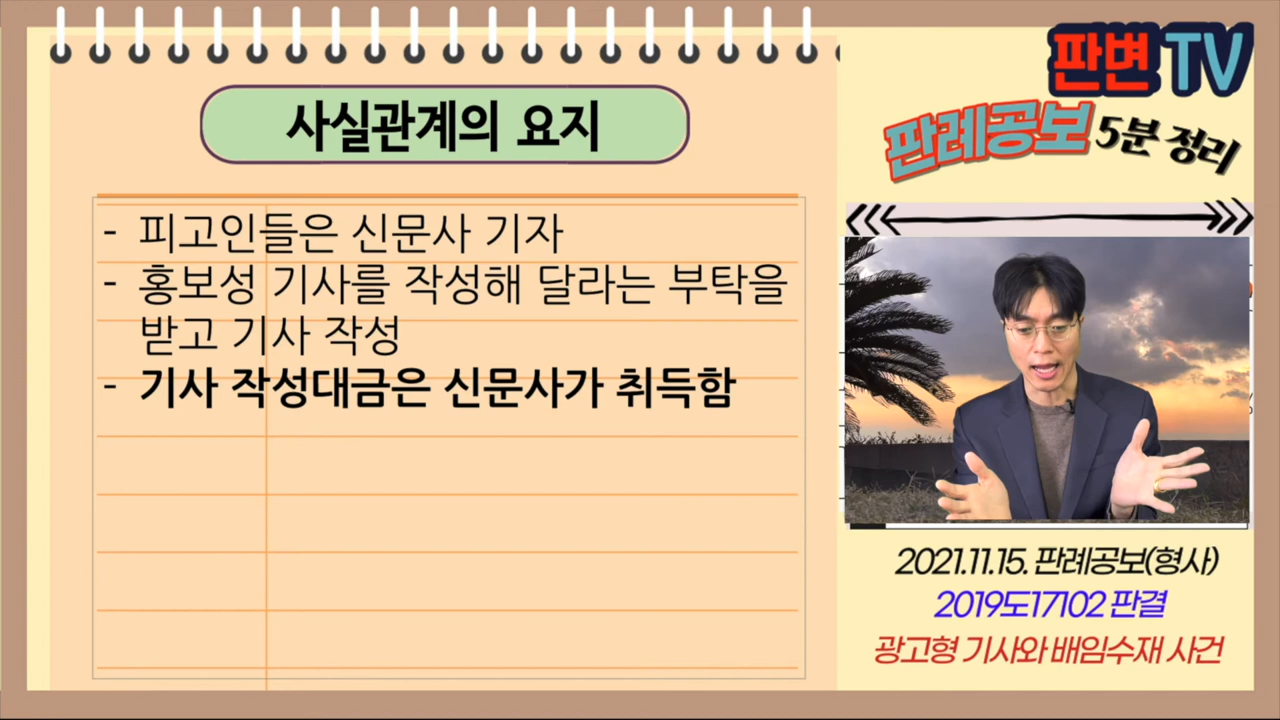 사실관계의 요지
- 피고인들은 신문사 기자
- 홍보성 기사를 작성해 달라는 부탁을
받고 기사 작성
- 기사 작성대금은 신문사가 취득함
판변 TV
판례공보 5분 정리
2021.11.15. 판례공보(형사)
2019도17102 판결
광고형 기사와 배임수재 사건